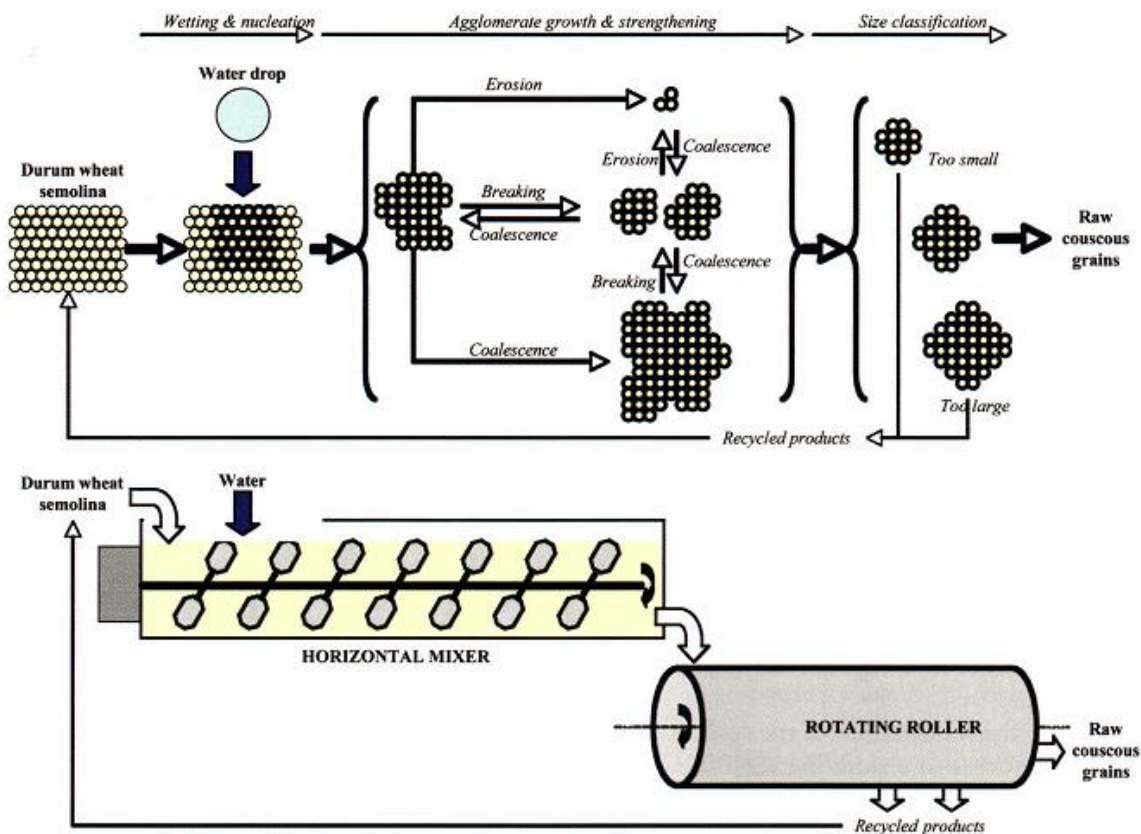 Wetting & nucleation
Agglomerate growth & strengthening
Size classification
Water drop
Durum wheat
semolina
Erosion
Coalescence
Erosion
Breaking
Coalescence
Coalescence
Breaking
Coalescence
Too small
Raw
couscous
grains
Too large
Recycled products
Durum wheat
semolina
Water
HORIZONTAL MIXER
ROTATING ROLLER
Raw
couscous
grains
Recycled products